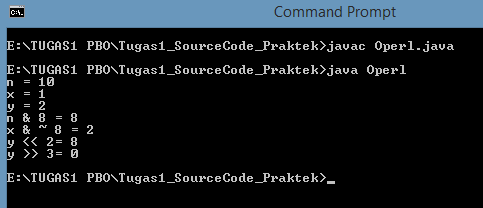 Command Prompt
E:\TUGAS1 PBO\Tugas1_SourceCode_Praktek>javac Oper1.java
E:\TUGAS1 PBO\Tugas1_SourceCode_Praktek>java Oper1
n = 10
x = 1
y = 2
n & 8 = 8
x & ~ 8 = 2
y << 2= 8
y >> 3= 0
E:\TUGAS1 PBO\Tugas1_SourceCode_Praktek>_